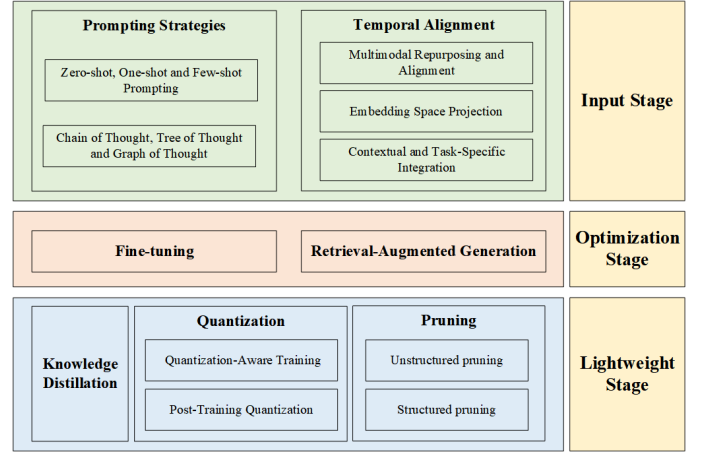 Prompting Strategies
Zero-shot, One-shot and Few-shot
Prompting
Chain of Thought, Tree of Thought
and Graph of Thought
Temporal Alignment
Multimodal Repurposing and
Alignment
Embedding Space Projection
Contextual and Task-Specific
Integration
Input Stage
Fine-tuning
Retrieval-Augmented Generation
Optimization
Stage
Knowledge
Distillation
Quantization
Quantization-Aware Training
Post-Training Quantization
Pruning
Unstructured pruning
Structured pruning
Lightweight
Stage